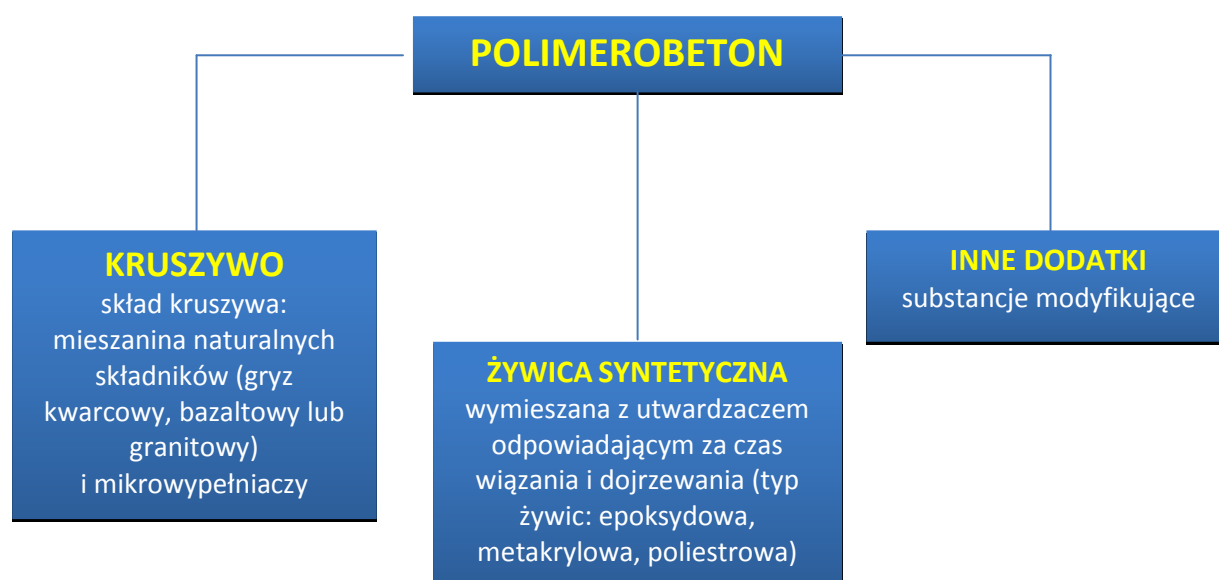 POLIMEROBETON
KRUSZYWO
skład kruszywa:
mieszanina naturalnych
składników (gryz
kwarcowy, bazaltowy lub
granitowy)
i mikrowypełniaczy
ŻYWICA SYNTETYCZNA
wymieszana z utwardzaczem
odpowiadającym za czas
wiązania i dojrzewania (typ
żywic: epoksydowa,
metakrylowa, poliestrowa)
INNE DODATKI
substancje modyfikujące